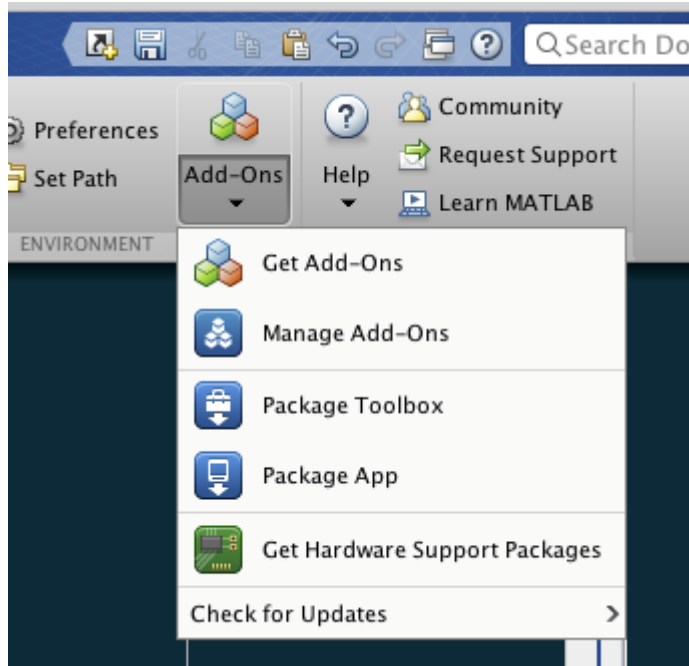 Search Do
Preferences
Set Path
Add-Ons
Help
Community
Request Support
Learn MATLAB
ENVIRONMENT
Get Add-Ons
Manage Add-Ons
Package Toolbox
Package App
Get Hardware Support Packages
Check for Updates